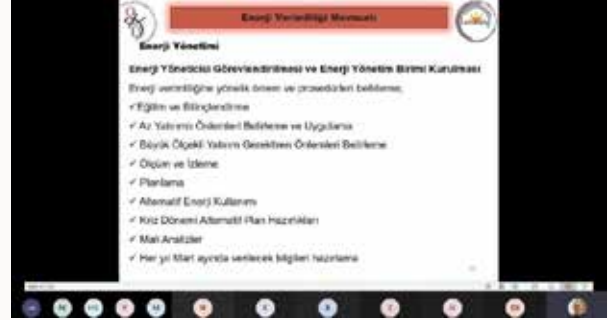 Enerji Verimliliği Mevzuatı
Enerji Yönetimi
Enerji Yöneticisi Görevlendirilmesi ve Enerji Yönetim Birimi Kurulması
Enerji verimliliğine yönelik önlem ve prosedürleri belirleme;
✓Eğitim ve Bilinçlendirme
✓ Az Yatırımlı Önlemleri Belirleme ve Uygulama
✓ Büyük Ölçekli Yatırım Gerektiren Önlemleri Belirleme
✓ Ölçüm ve İzleme
✓ Planlama
✓ Alternatif Enerji Kullanımı
✓ Kriz Dönemi Alternatif Plan Hazırlıkları
✓ Mali Analizler
✓ Her yıl Mart ayında verilecek bilgileri hazırlama